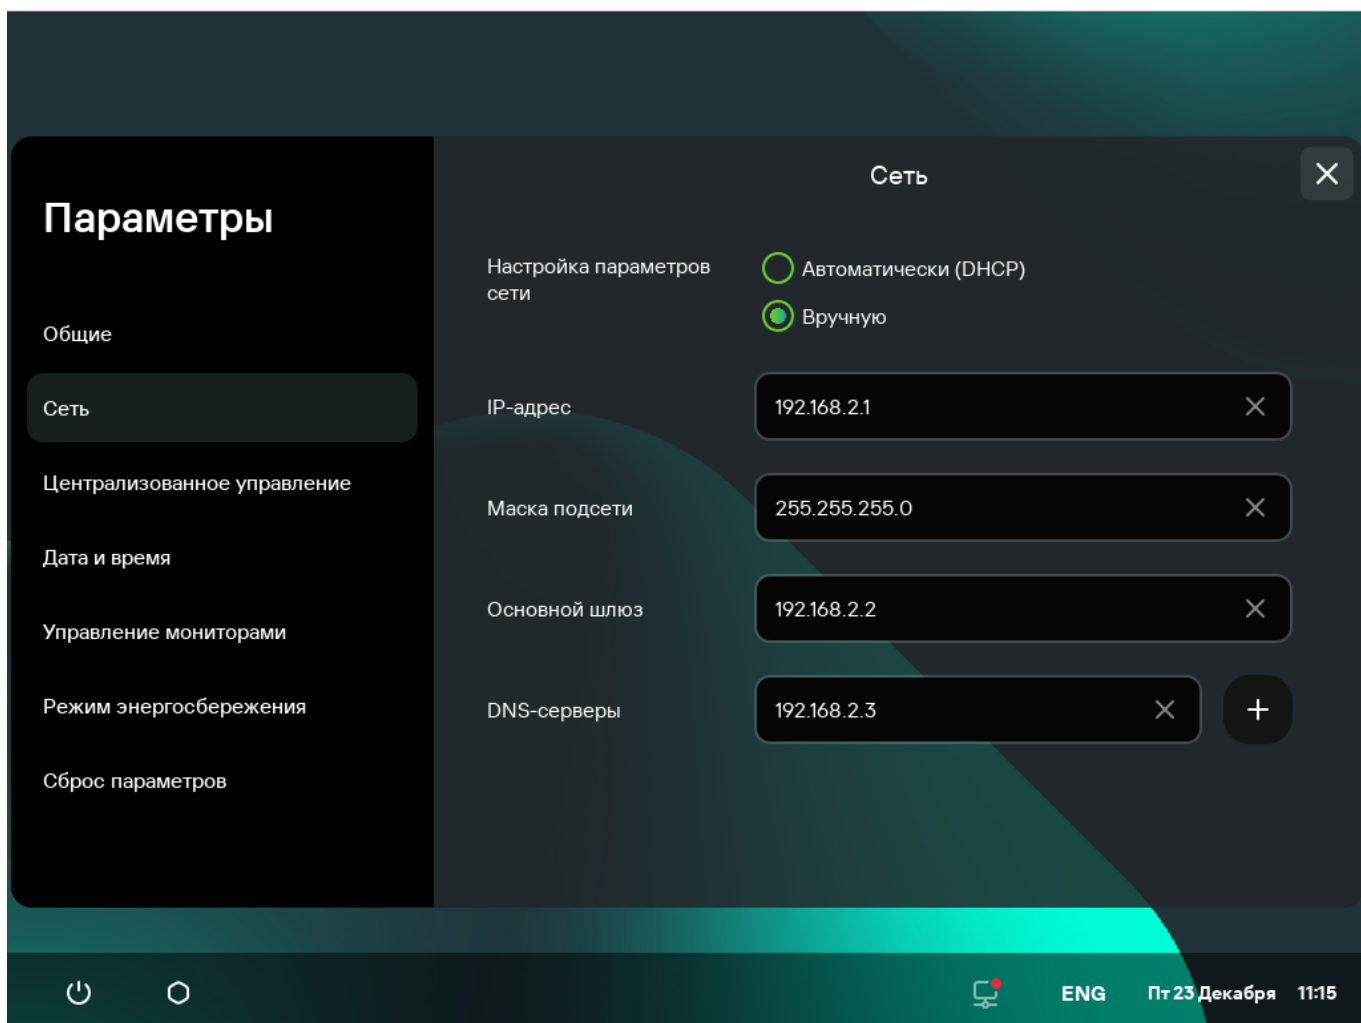 Параметры
Общие
Сеть
Централизованное управление
Дата и время
Управление мониторами
Режим энергосбережения
Сброс параметров
Сеть
Настройка параметров
сети
Автоматически (DHCP)
Вручную
IP-адрес
192.168.2.1
Маска подсети
255.255.255.0
Основной шлюз
192.168.2.2
DNS-серверы
192.168.2.3
ENG
Пт 23 Декабря
11:15